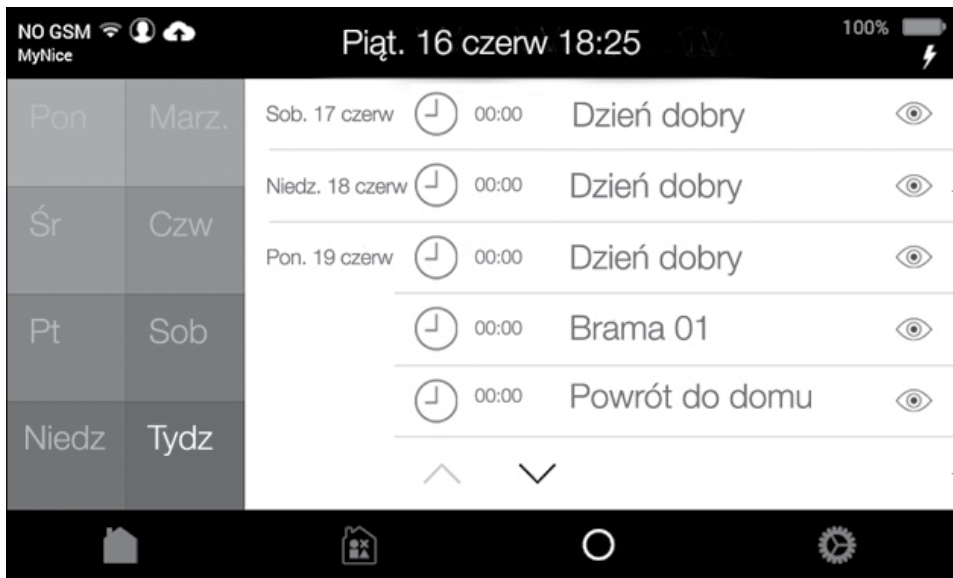 NO GSM
MyNice
Piąt. 16 czerw 18:25
100%
Pon
Marz.
Śr
Czw
Pt
Sob
Niedz
Tydz
Sob. 17 czerw 00:00 Dzień dobry
Niedz. 18 czerw 00:00 Dzień dobry
Pon. 19 czerw 00:00 Dzień dobry
00:00 Brama 01
00:00 Powrót do domu